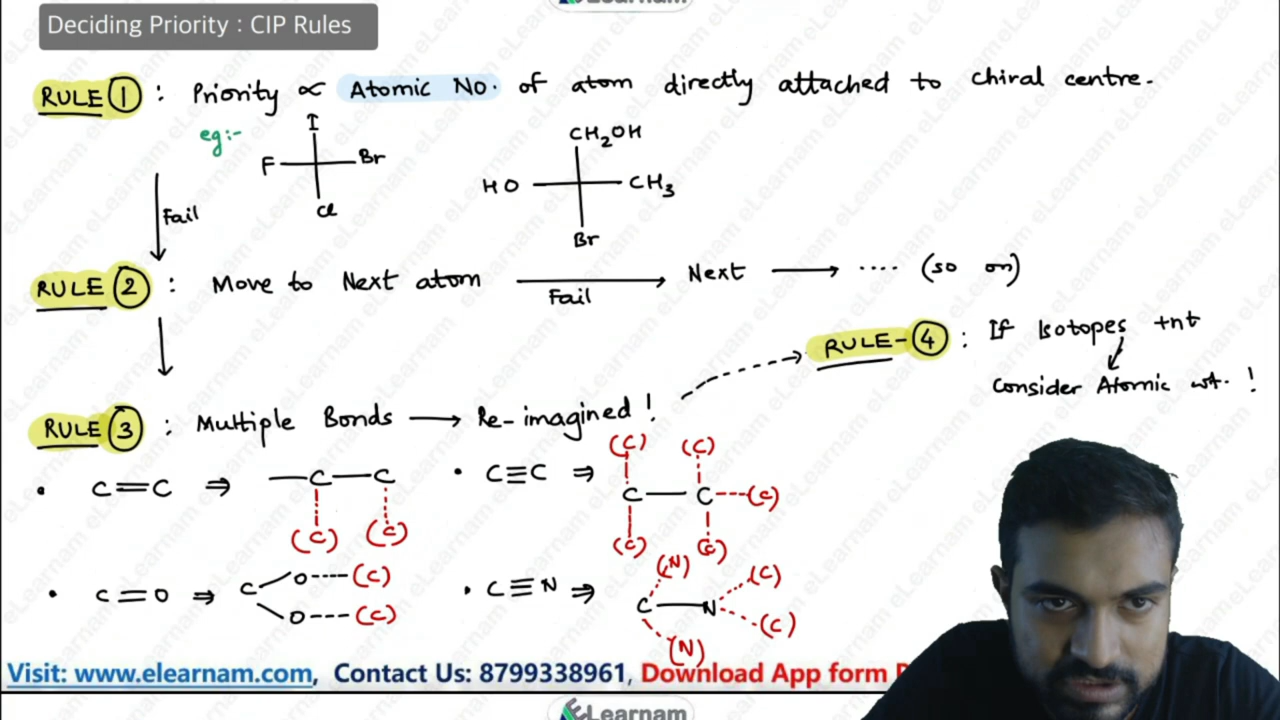 eLearnam
Deciding Priority : CIP Rules
RULE 1 : Priority ∝ Atomic No. of atom directly attached to chiral centre.
eg:-
I
F Br
Cl
CH2OH
HO CH3
Br
Fail
RULE 2 : Move to Next atom Fail → Next → .... (so on)
RULE-4 : If Isotopes tnt
Consider Atomic wt. !
RULE 3 : Multiple Bonds → Re-imagined !
• C=C ⇒ —C—C
(C) (C)
• C≡C ⇒ C—C---(C)
(C) (C)
(C) (C)
• C=O ⇒ C O----(C)
O---(C)
• C≡N ⇒ C—N
(N) (C)
(N) (C)
Visit: www.elearnam.com, Contact Us: 8799338961, Download App form
ELearnam